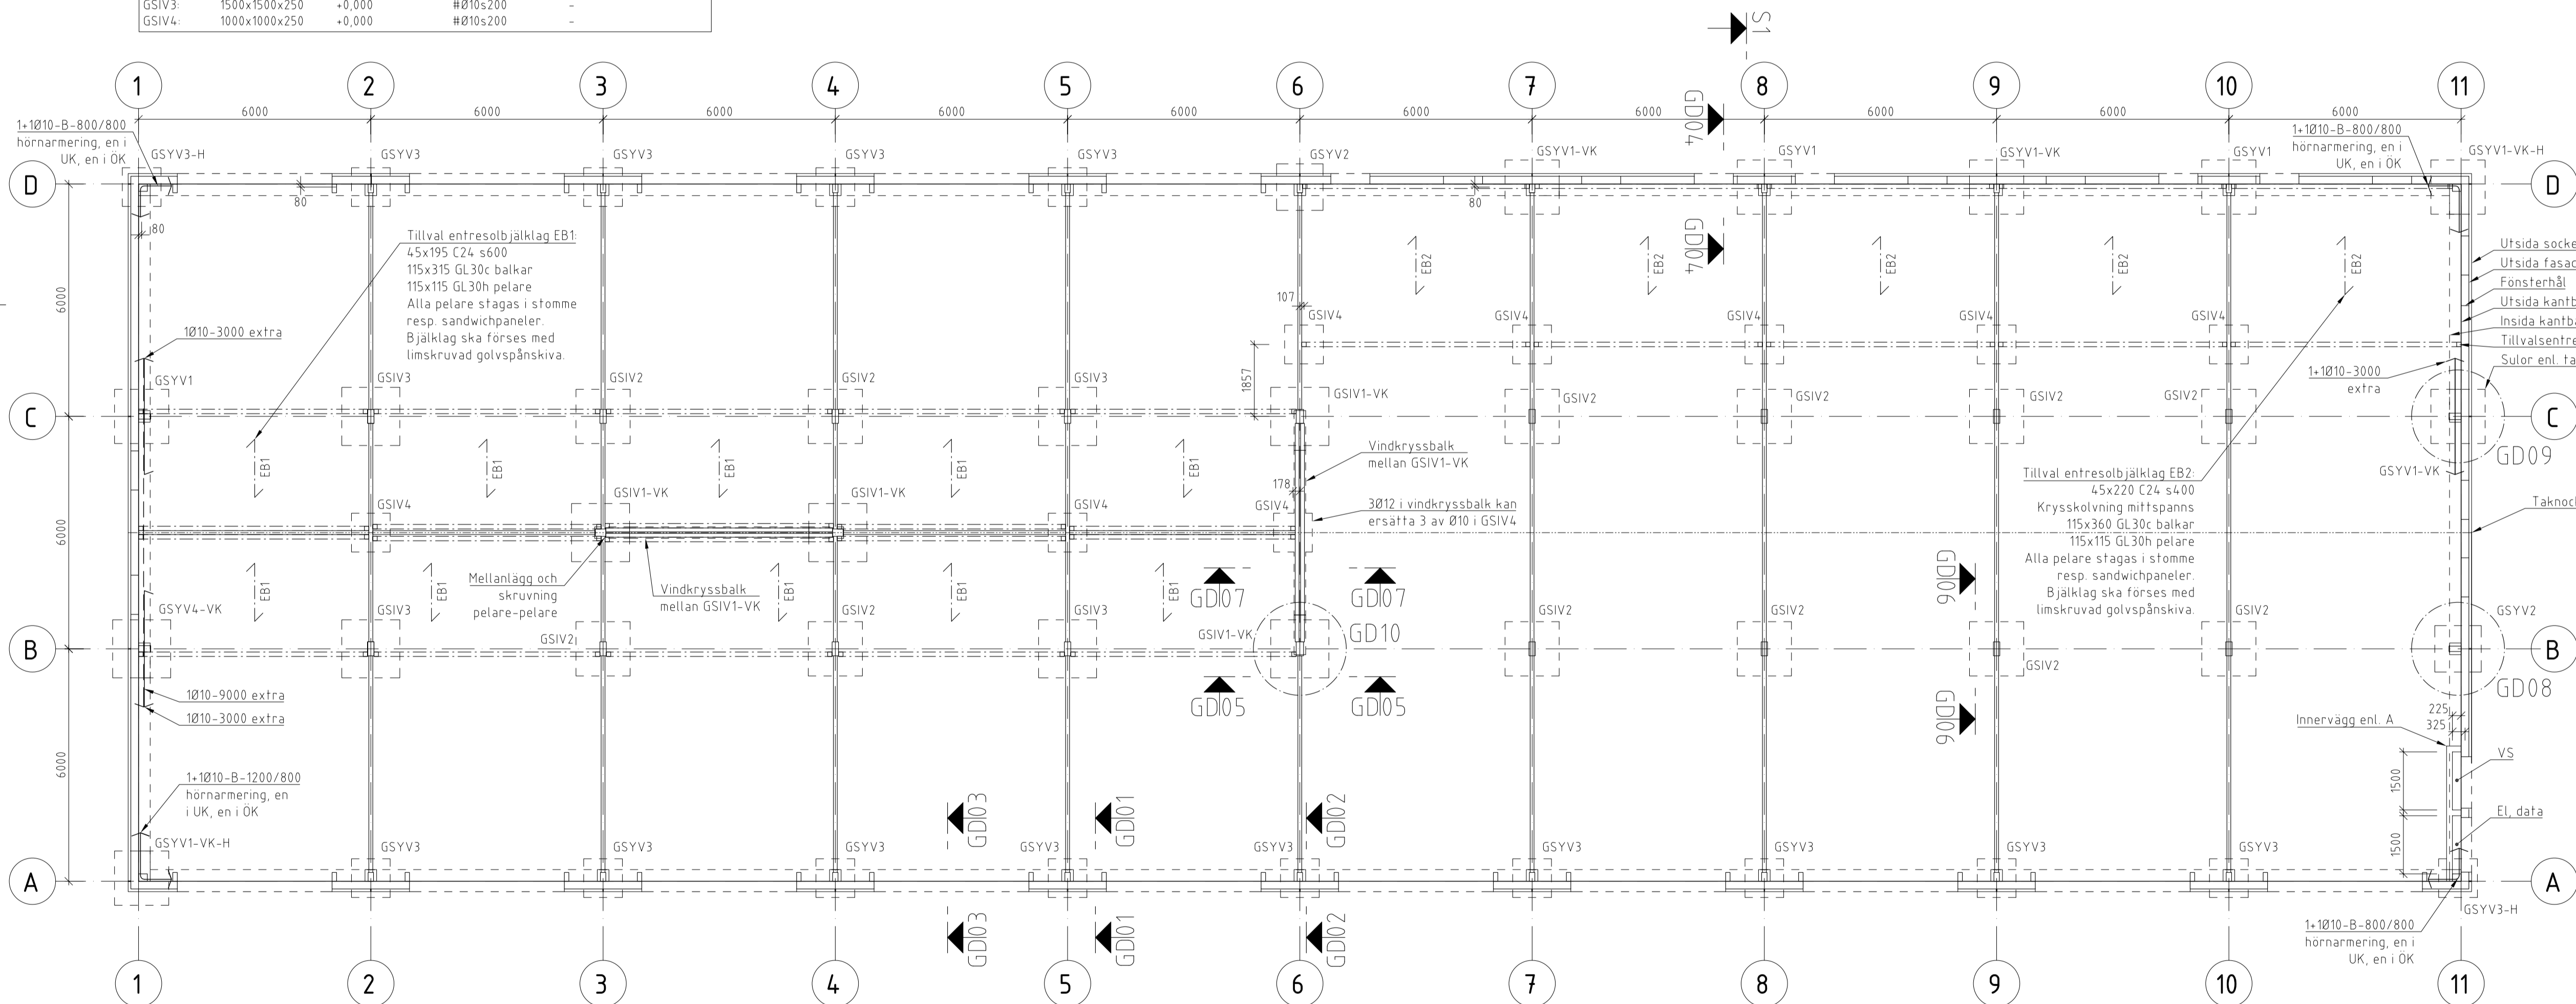 GSIV3: 1500x1500x250 +0,000 #Ø10s200 -
GSIV4: 1000x1000x250 +0,000 #Ø10s200 -
S1
1 2 3 4 5 6 7 8 9 10 11
6000 6000 6000 6000 6000 6000 6000 6000 6000 6000
GD04 GD04
1+1Ø10-B-800/800
hörnarmering, en i
UK, en i ÖK
1+1Ø10-B-800/800
hörnarmering, en i
UK, en i ÖK
GSYV3-H GSYV3 GSYV3 GSYV3 GSYV3 GSYV2 GSYV1-VK GSYV1 GSYV1-VK GSYV1 GSYV1-VK-H
D D
80 80 80
GD04 GD04
Tillval entresolbjälklag EB1:
45x195 C24 s600
115x315 GL30c balkar
115x115 GL30h pelare
Alla pelare stagas i stomme
resp. sandwichpaneler.
Bjälklag ska förses med
limskruvad golvspånskiva.
EB2 EB2 EB2 EB2 EB2
Fönsterhål
6000
107
1Ø10-3000 extra
GSIV4 GSIV4 GSIV4 GSIV4 GSIV4
1857
1+1Ø10-3000
extra
GSYV1 GSIV3 GSIV2 GSIV2 GSIV3 GSIV1-VK GSIV2 GSIV2 GSIV2 GSIV2
C C
GD09
GSYV1-VK
EB1 EB1 EB1 EB1 EB1
Vindkryssbalk
mellan GSIV1-VK
178
3Ø12 i vindkryssbalk kan
ersätta 3 av Ø10 i GSIV4
Tillval entresolbjälklag EB2:
45x220 C24 s400
Krysskolvning mittspanns
115x360 GL30c balkar
115x115 GL30h pelare
Alla pelare stagas i stomme
resp. sandwichpaneler.
Bjälklag ska förses med
limskruvad golvspånskiva.
GSIV4 GSIV1-VK GSIV1-VK GSIV4 GSIV4
6000
Mellanlägg och
skruvning
pelare-pelare
Vindkryssbalk
mellan GSIV1-VK
EB1 EB1 EB1 EB1 EB1
GD07 GD07
GD06
GSYV4-VK GSIV3 GSIV2 GSIV2 GSIV3 GSIV1-VK GD10 GSIV2 GSIV2 GSIV2 GSIV2 GSYV2
B B
GD08
1Ø10-9000 extra
1Ø10-3000 extra
GD05 GD05
GD06
225
325
Innervägg enl. A
VS
6000
1500
1500
El, data
1+1Ø10-B-1200/800
hörnarmering, en
i UK, en i ÖK
GD03 GD01 GD02
GSYV1-VK-H GSYV3 GSYV3 GSYV3 GSYV3 GSYV3 GSYV3 GSYV3 GSYV3 GSYV3
A A
GSYV3-H
GD03 GD01 GD02
1+1Ø10-B-800/800
hörnarmering, en i
UK, en i ÖK
1 2 3 4 5 6 7 8 9 10 11